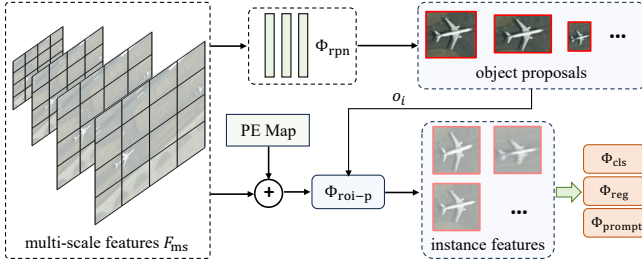 Φrpn
...
object proposals
oᵢ
PE Map
+
Φroi−p
...
Φcls
Φreg
Φprompt
multi-scale features Fms
instance features